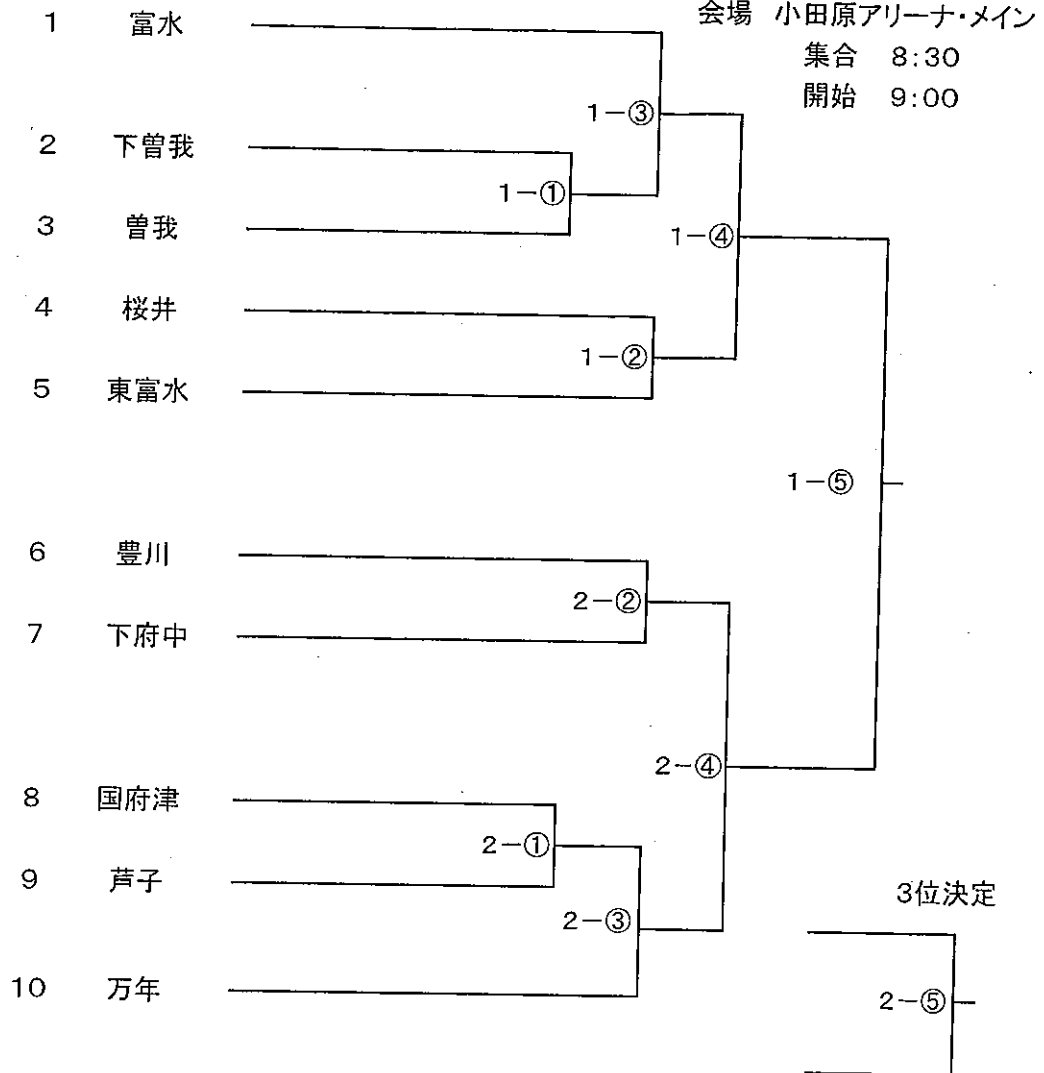 会場 小田原アリーナ・メイン
集合 8:30
開始 9:00
1 富水
1-③
2 下曽我
1-①
3 曽我
1-④
4 桜井
1-②
5 東富水
1-⑤
6 豊川
2-②
7 下府中
2-④
8 国府津
2-①
9 芦子
3位決定
2-③
10 万年
2-⑤